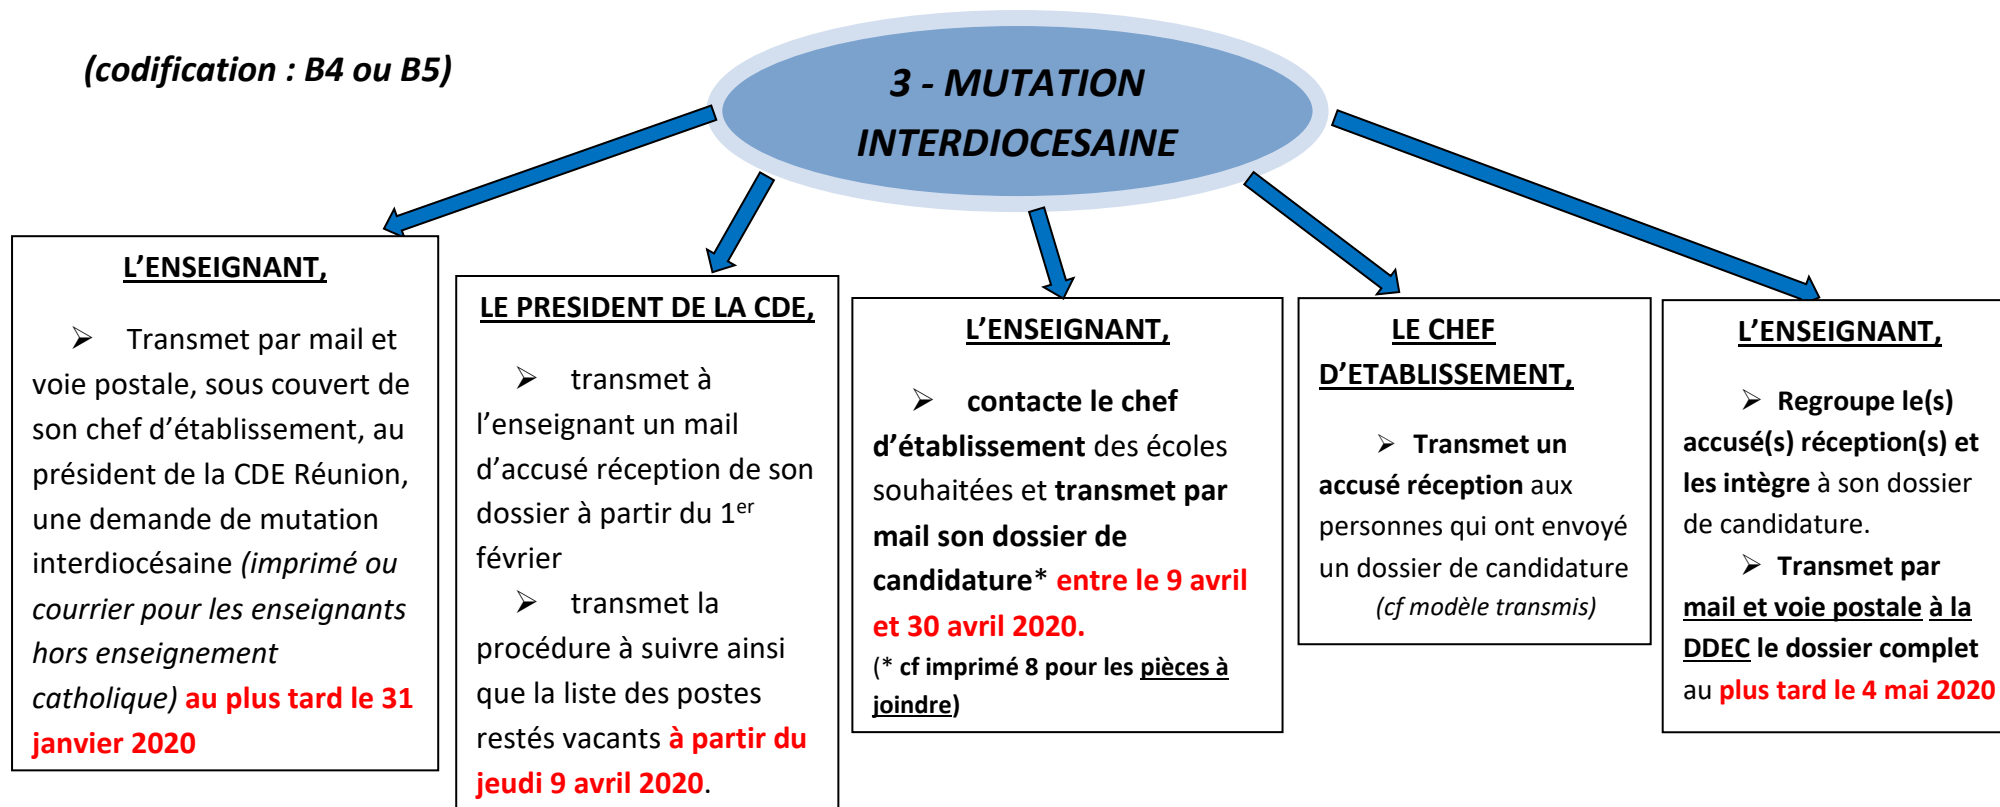 (codification : B4 ou B5)
3 - MUTATION
INTERDIOCESAINE
L’ENSEIGNANT,
➢ Transmet par mail et
voie postale, sous couvert de
son chef d’établissement, au
président de la CDE Réunion,
une demande de mutation
interdiocésaine (imprimé ou
courrier pour les enseignants
hors enseignement
catholique) au plus tard le 31
janvier 2020
LE PRESIDENT DE LA CDE,
➢ transmet à
l’enseignant un mail
d’accusé réception de son
dossier à partir du 1er
février
➢ transmet la
procédure à suivre ainsi
que la liste des postes
restés vacants à partir du
jeudi 9 avril 2020.
L’ENSEIGNANT,
➢ contacte le chef
d’établissement des écoles
souhaitées et transmet par
mail son dossier de
candidature* entre le 9 avril
et 30 avril 2020.
(* cf imprimé 8 pour les pièces à
joindre)
LE CHEF
D’ETABLISSEMENT,
➢ Transmet un
accusé réception aux
personnes qui ont envoyé
un dossier de candidature
(cf modèle transmis)
L’ENSEIGNANT,
➢ Regroupe le(s)
accusé(s) réception(s) et
les intègre à son dossier
de candidature.
➢ Transmet par
mail et voie postale à la
DDEC le dossier complet
au plus tard le 4 mai 2020